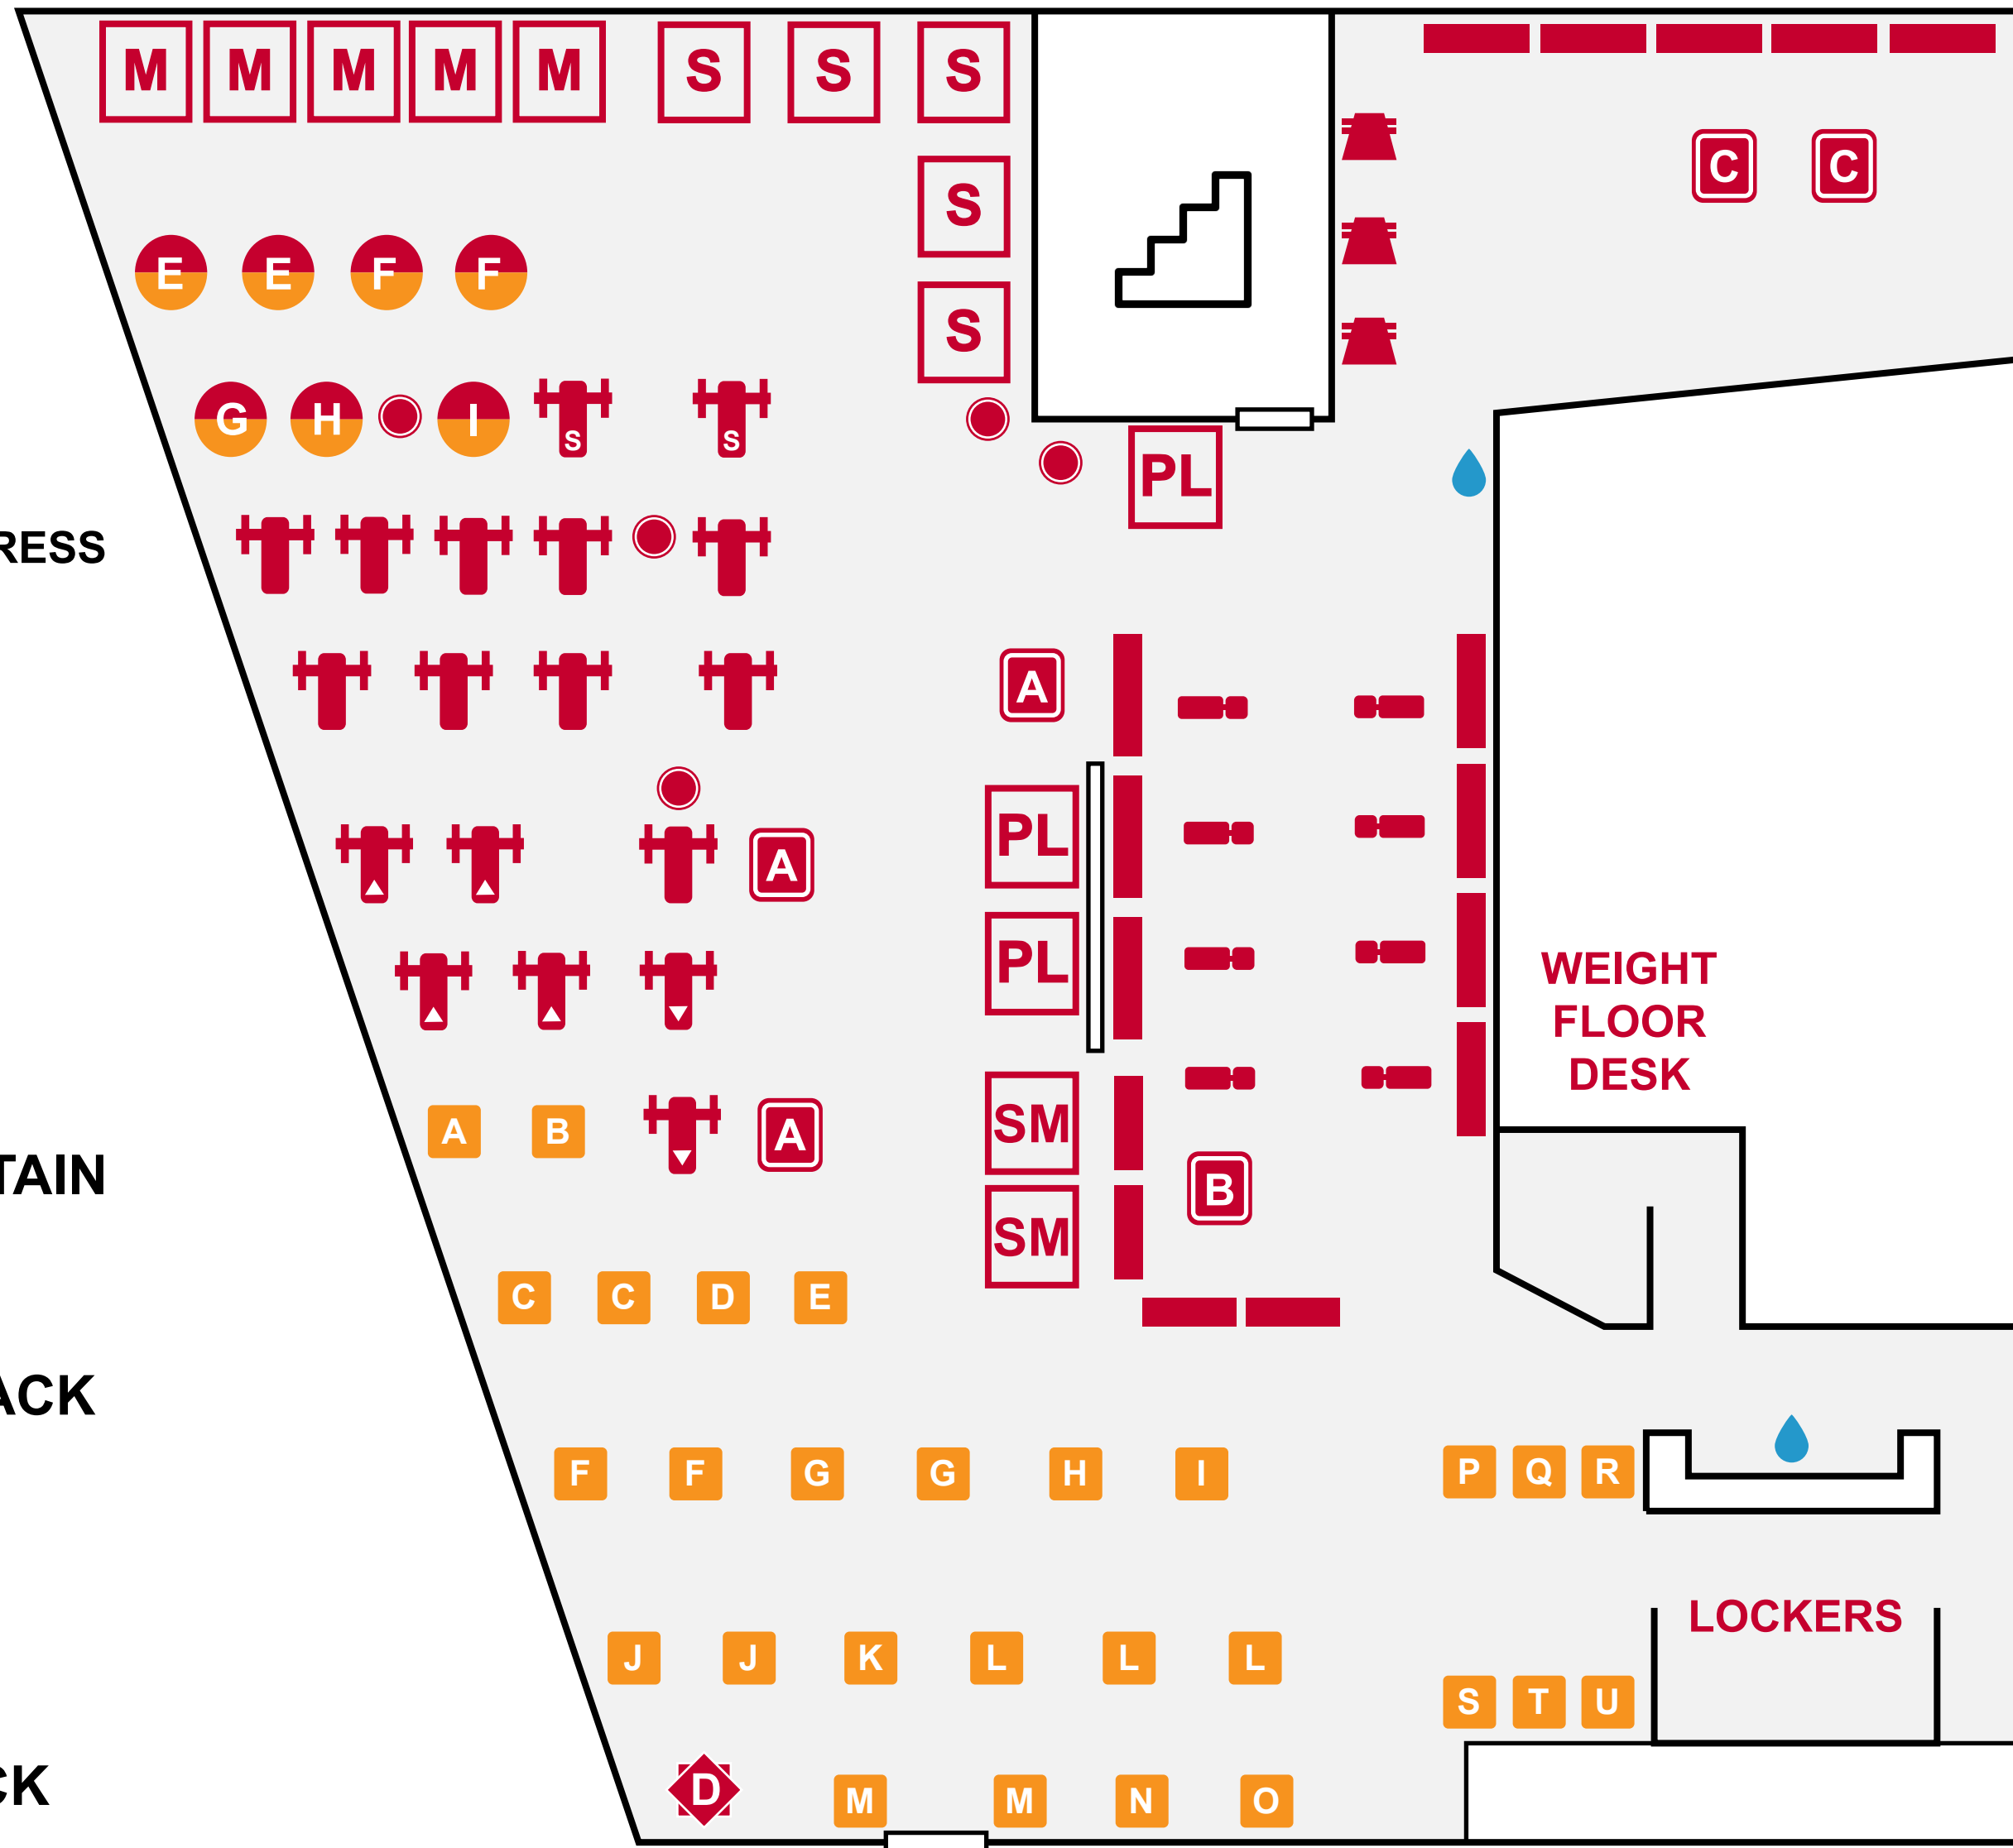 M M M M M S S S
C C
S
E E F F
S
G H I S S
PL
RESS
A
PL
A
PL
WEIGHT
FLOOR
DESK
A B A SM
TAIN
B
SM
C C D E
ACK
F F G G H I P Q R
LOCKERS
J J K L L L
S T U
CK
D M M N O